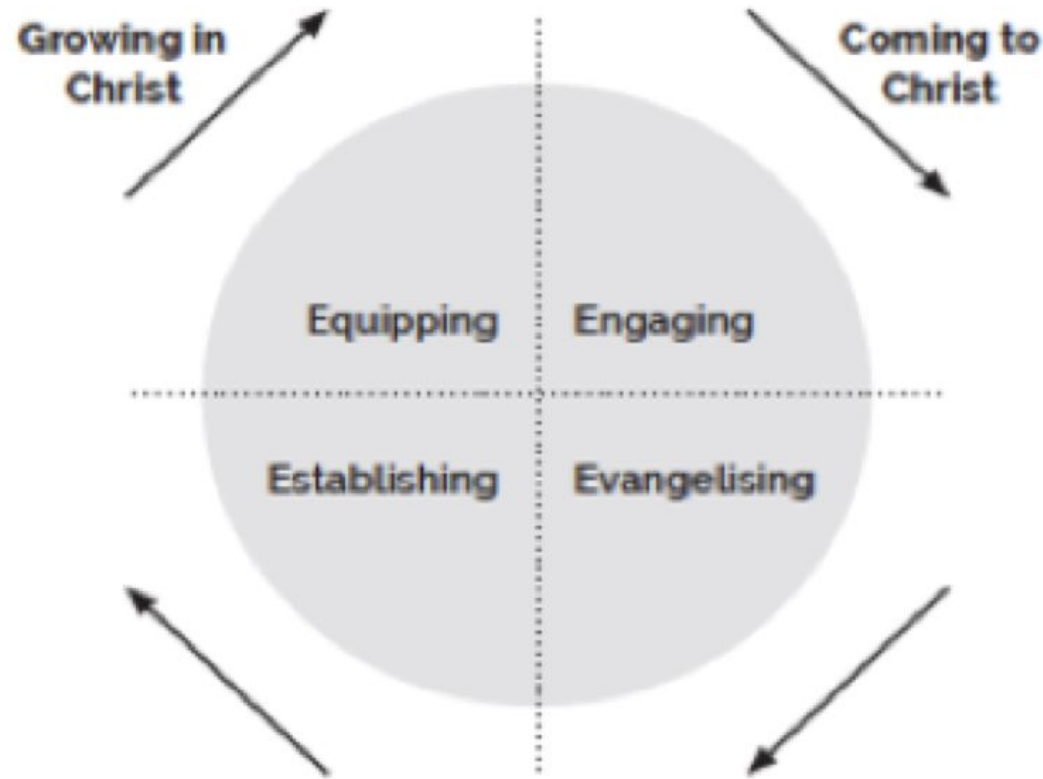 Growing in
Christ
Coming to
Christ
Equipping
Engaging
Establishing
Evangelising